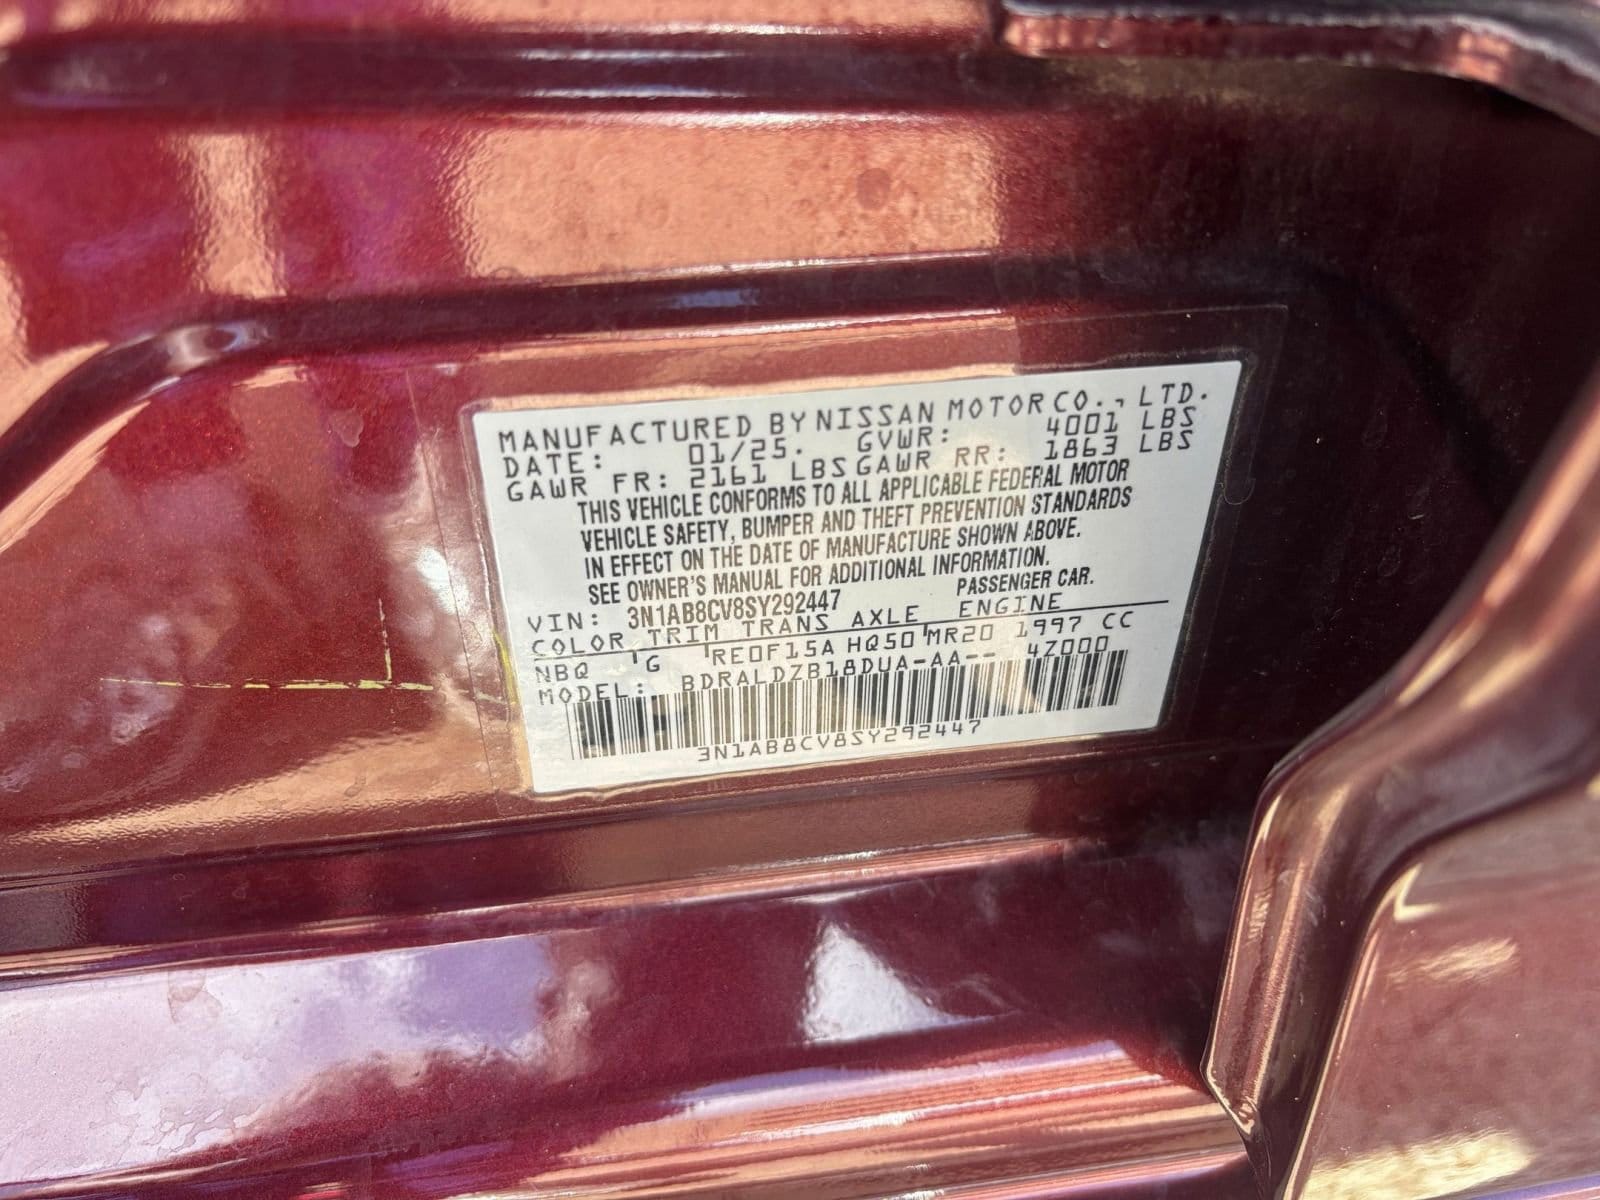 MANUFACTURED BY NISSAN MOTOR CO., LTD.
DATE: 01/25. GVWR: 4001 LBS
GAWR FR: 2161 LBS GAWR RR: 1863 LBS
THIS VEHICLE CONFORMS TO ALL APPLICABLE FEDERAL MOTOR
VEHICLE SAFETY, BUMPER AND THEFT PREVENTION STANDARDS
IN EFFECT ON THE DATE OF MANUFACTURE SHOWN ABOVE.
SEE OWNER'S MANUAL FOR ADDITIONAL INFORMATION.
VIN: 3N1AB8CV8SY292447 PASSENGER CAR.
COLOR TRIM TRANS AXLE ENGINE
NBQ G RE0F15A HQ50 MR20 1997 CC
MODEL: BDRALDZB18DUA-AA-- 4Z000
3N1AB8CV8SY292447